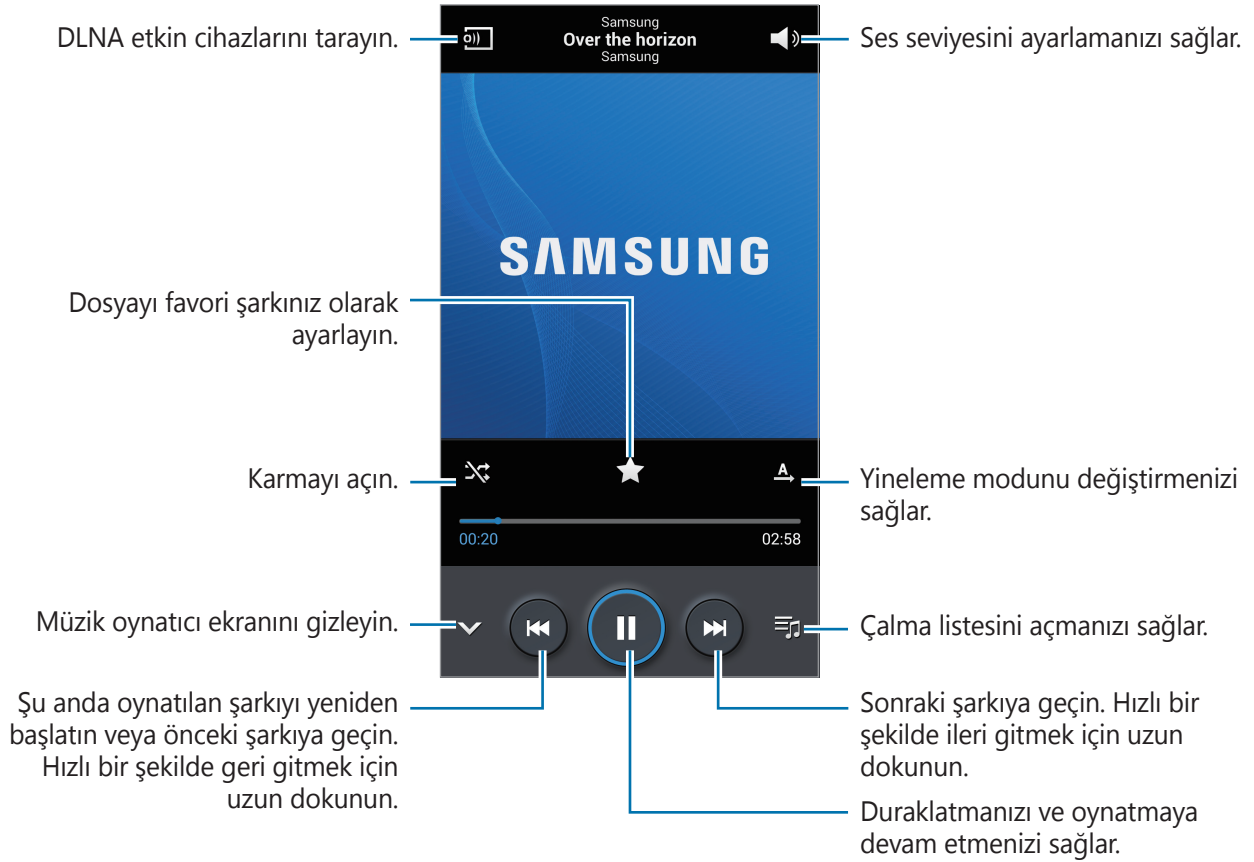 DLNA etkin cihazlarını tarayın.
Samsung
Over the horizon
Samsung
Ses seviyesini ayarlamanızı sağlar.
SAMSUNG
Dosyayı favori şarkınız olarak
ayarlayın.
Karmayı açın.
A
Yineleme modunu değiştirmenizi
sağlar.
00:20
02:58
Müzik oynatıcı ekranını gizleyin.
Çalma listesini açmanızı sağlar.
Şu anda oynatılan şarkıyı yeniden
başlatın veya önceki şarkıya geçin.
Hızlı bir şekilde geri gitmek için
uzun dokunun.
Sonraki şarkıya geçin. Hızlı bir
şekilde ileri gitmek için uzun
dokunun.
Duraklatmanızı ve oynatmaya
devam etmenizi sağlar.